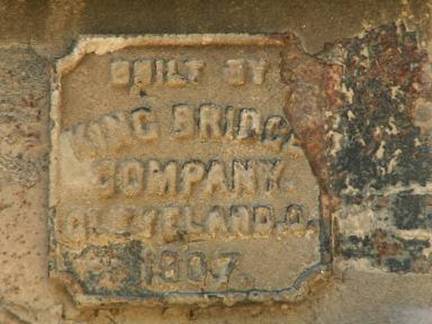 BUILT BY
KING BRIDGE
COMPANY.
CLEVELAND, O.
1907.